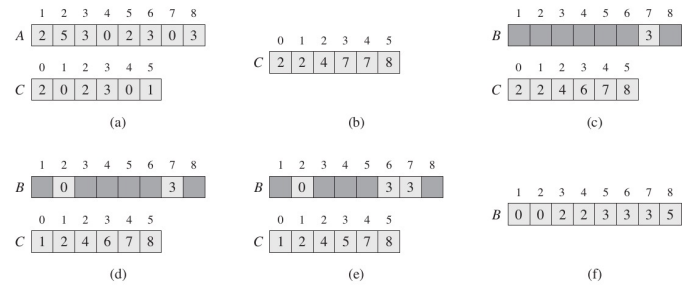 1 2 3 4 5 6 7 8
A 2 5 3 0 2 3 0 3
0 1 2 3 4 5
C 2 0 2 3 0 1
(a)
0 1 2 3 4 5
C 2 2 4 7 7 8
(b)
1 2 3 4 5 6 7 8
B 3
0 1 2 3 4 5
C 2 2 4 6 7 8
(c)
1 2 3 4 5 6 7 8
B 0 3
0 1 2 3 4 5
C 1 2 4 6 7 8
(d)
1 2 3 4 5 6 7 8
B 0 3 3
0 1 2 3 4 5
C 1 2 4 5 7 8
(e)
1 2 3 4 5 6 7 8
B 0 0 2 2 3 3 3 5
(f)